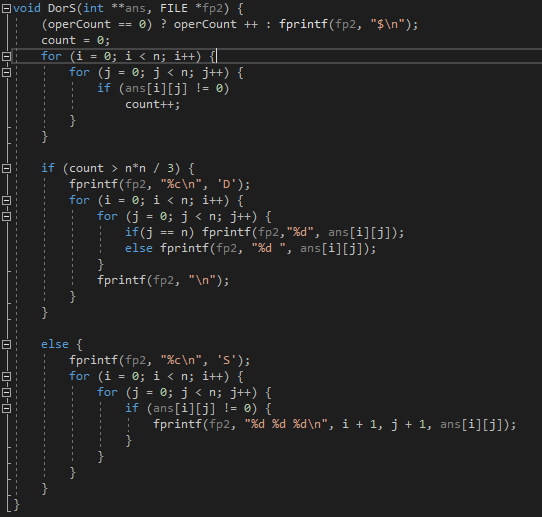 void DorS(int **ans, FILE *fp2) {
    (operCount == 0) ? operCount ++ : fprintf(fp2, "$\n");
    count = 0;
    for (i = 0; i < n; i++) {
        for (j = 0; j < n; j++) {
            if (ans[i][j] != 0)
                count++;
        }
    }

    if (count > n*n / 3) {
        fprintf(fp2, "%c\n", 'D');
        for (i = 0; i < n; i++) {
            for (j = 0; j < n; j++) {
                if(j == n) fprintf(fp2,"%d", ans[i][j]);
                else fprintf(fp2, "%d ", ans[i][j]);
            }
            fprintf(fp2, "\n");
        }
    }

    else {
        fprintf(fp2, "%c\n", 'S');
        for (i = 0; i < n; i++) {
            for (j = 0; j < n; j++) {
                if (ans[i][j] != 0) {
                    fprintf(fp2, "%d %d %d\n", i + 1, j + 1, ans[i][j]);
                }
            }
        }
    }
}